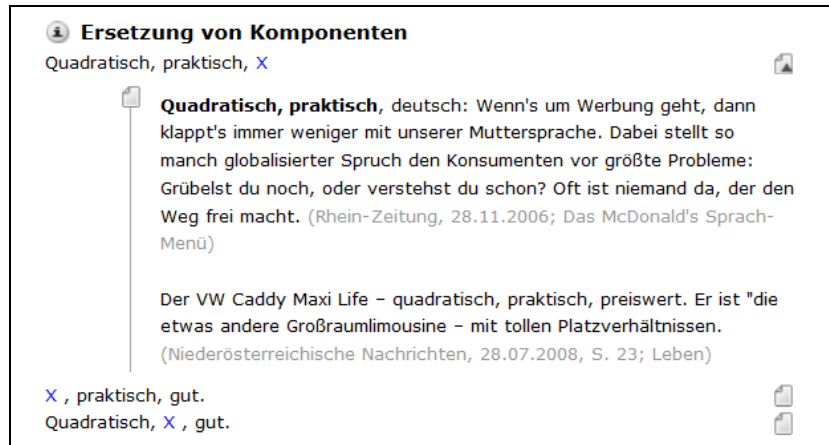 Ersetzung von Komponenten
Quadratisch, praktisch, X
Quadratisch, praktisch, deutsch: Wenn's um Werbung geht, dann
klappt's immer weniger mit unserer Muttersprache. Dabei stellt so
manch globalisierter Spruch den Konsumenten vor größte Probleme:
Grübelst du noch, oder verstehst du schon? Oft ist niemand da, der den
Weg frei macht. (Rhein-Zeitung, 28.11.2006; Das McDonald's Sprach-
Menü)
Der VW Caddy Maxi Life – quadratisch, praktisch, preiswert. Er ist "die
etwas andere Großraumlimousine – mit tollen Platzverhältnissen.
(Niederösterreichische Nachrichten, 28.07.2008, S. 23; Leben)
X , praktisch, gut.
Quadratisch, X , gut.